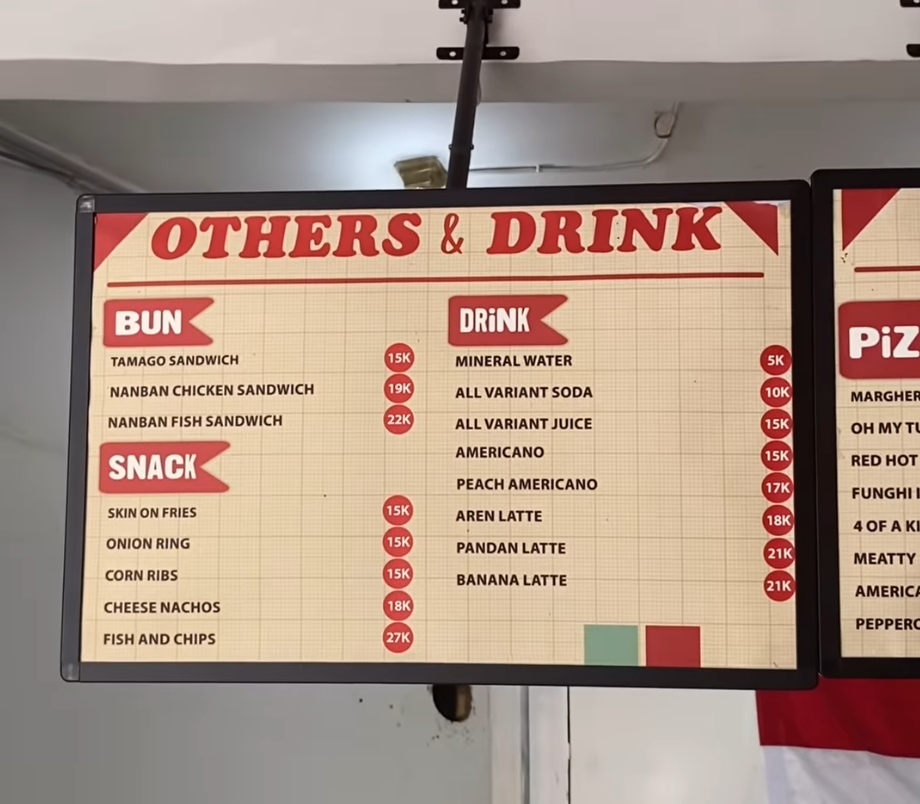 OTHERS & DRINK
BUN
TAMAGO SANDWICH 15K
NANBAN CHICKEN SANDWICH 19K
NANBAN FISH SANDWICH 22K
SNACK
SKIN ON FRIES 15K
ONION RING 15K
CORN RIBS 15K
CHEESE NACHOS 18K
FISH AND CHIPS 27K
DRiNK
MINERAL WATER 5K
ALL VARIANT SODA 10K
ALL VARIANT JUICE 15K
AMERICANO 15K
PEACH AMERICANO 17K
AREN LATTE 18K
PANDAN LATTE 21K
BANANA LATTE 21K
PiZ
MARGHER
OH MY TU
RED HOT
FUNGHI
4 OF A KI
MEATTY
AMERICA
PEPPERO